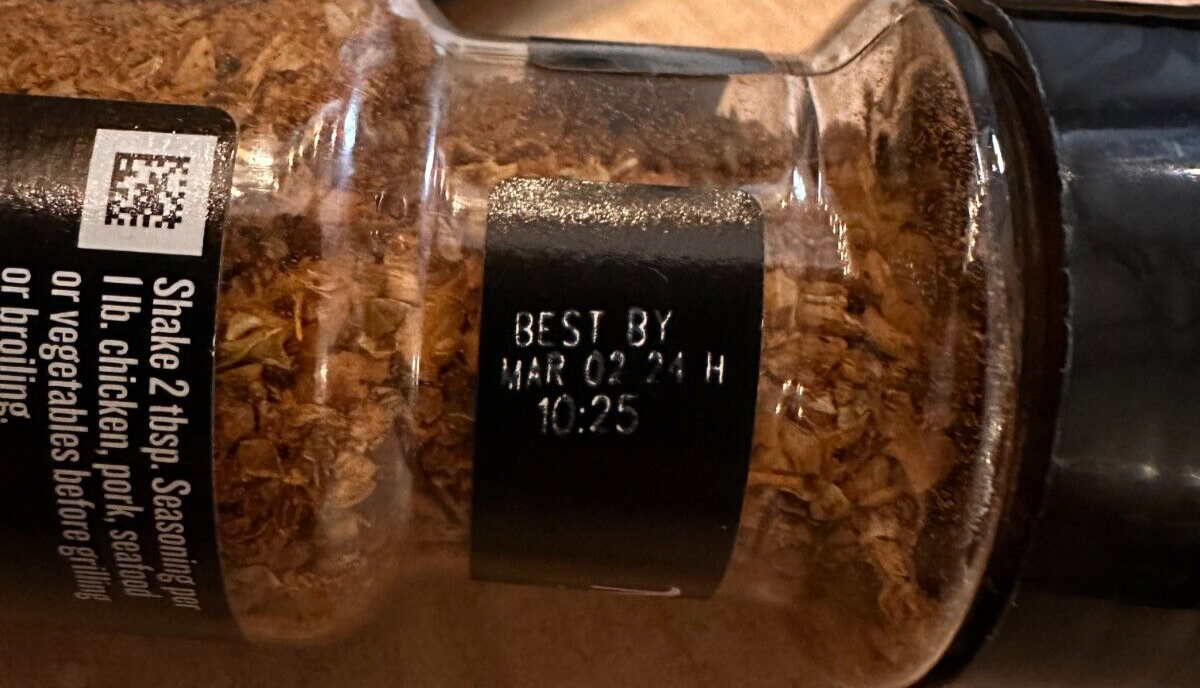 Shake 2 tbsp. Seasoning per
1 lb. chicken, pork, seafood
or vegetables before grilling
or broiling.
BEST BY
MAR 02 24 H
10:25